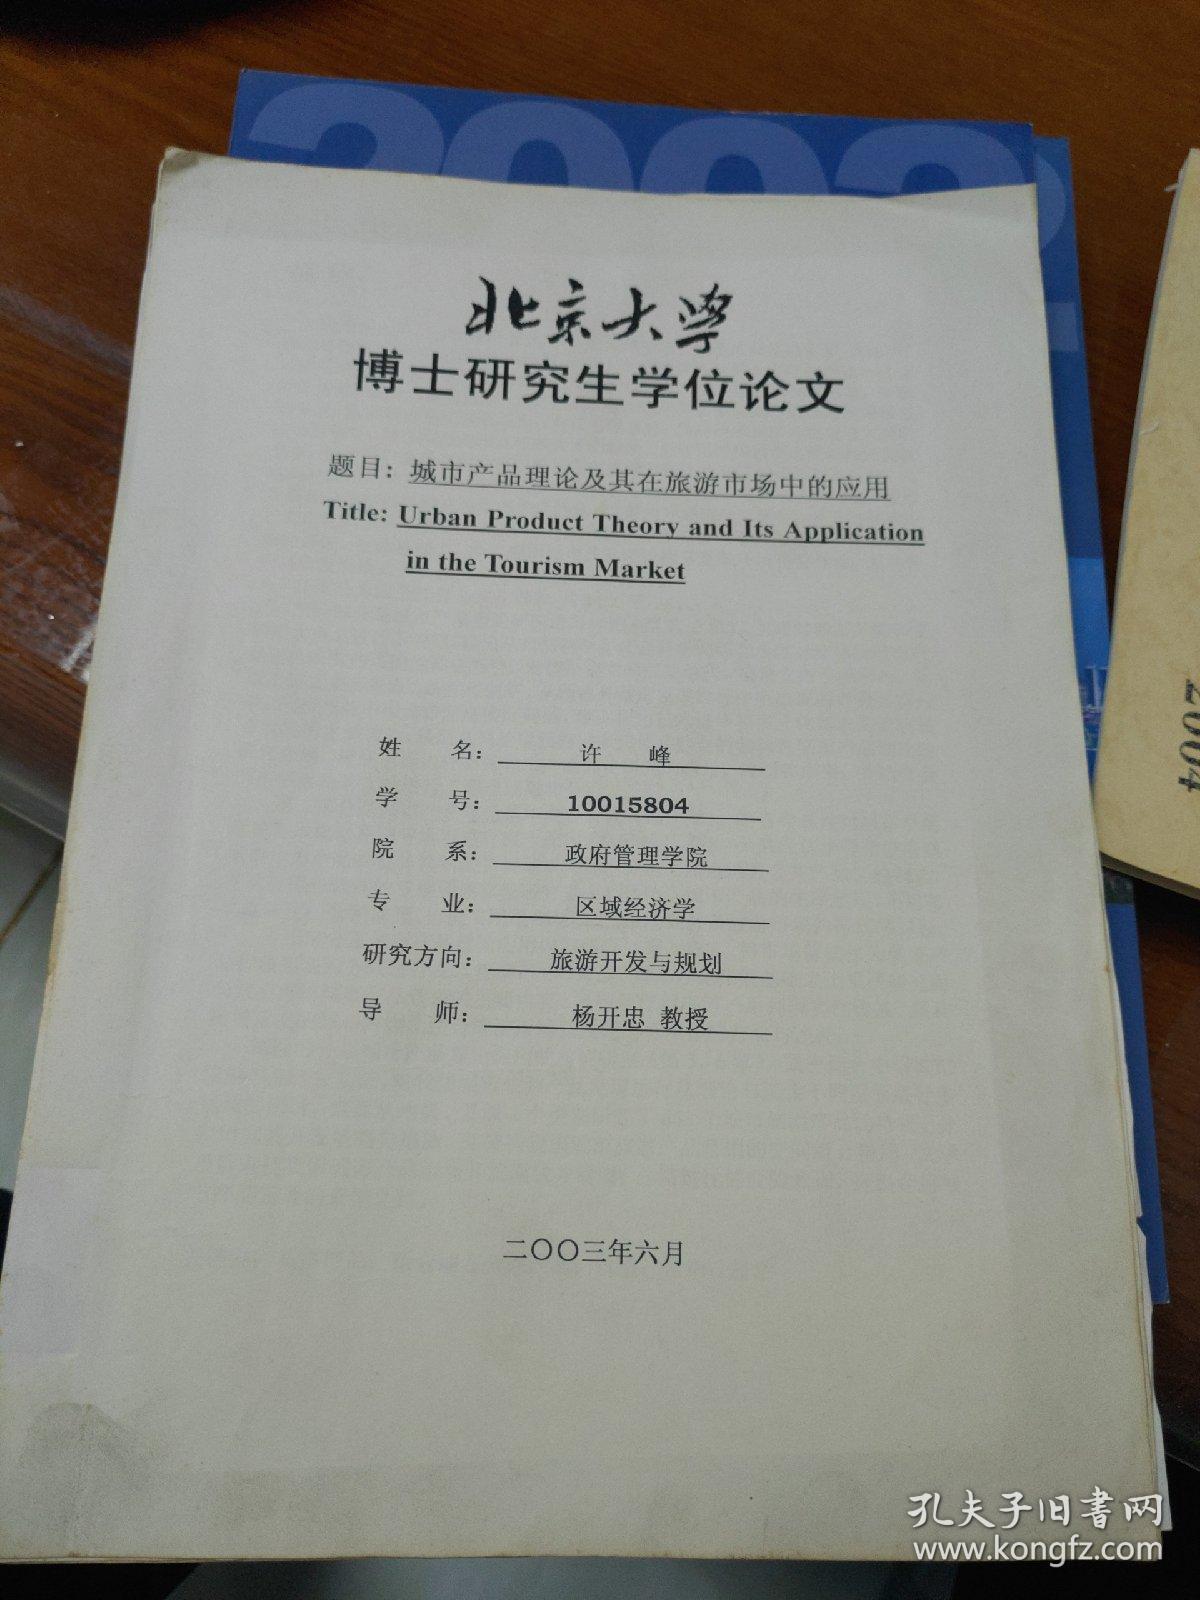 2003
北京大学
博士研究生学位论文
题目：城市产品理论及其在旅游市场中的应用
Title: Urban Product Theory and Its Application
in the Tourism Market
姓 名：许 峰
学 号：10015804
院 系：政府管理学院
专 业：区域经济学
研究方向：旅游开发与规划
导 师：杨开忠 教授
二〇〇三年六月
2004
孔夫子旧书网
www.kongfz.com